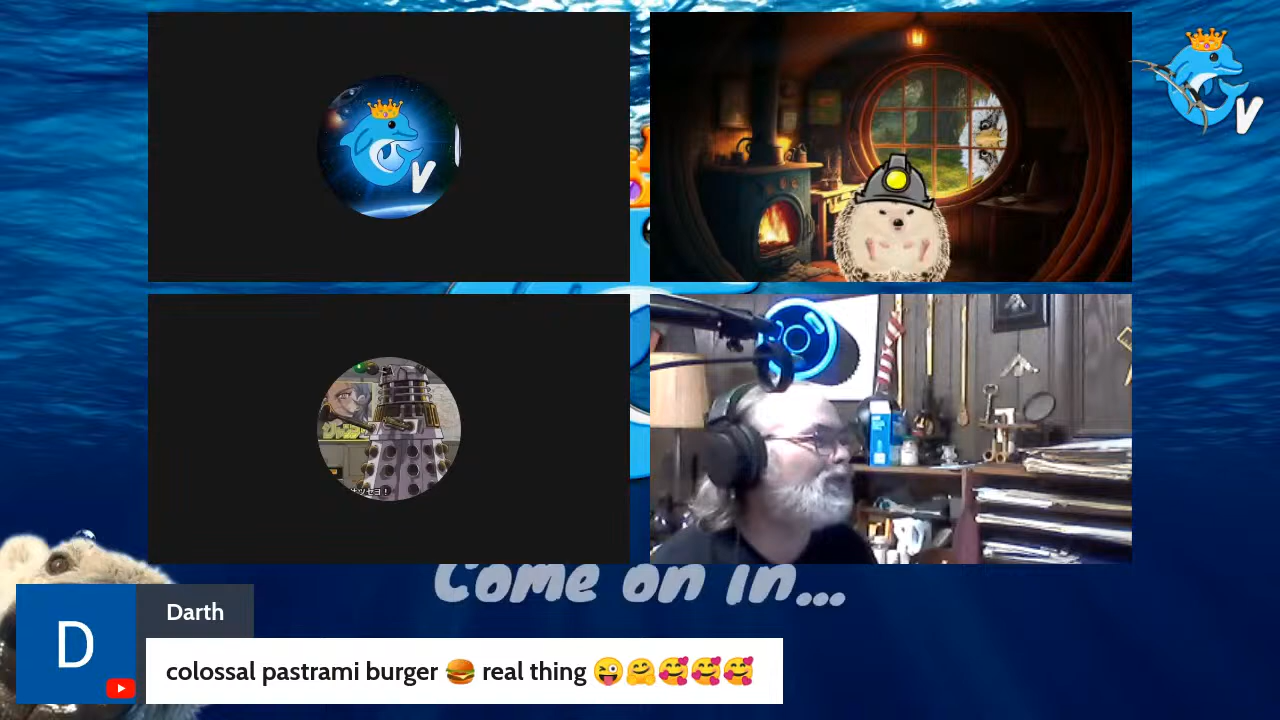 V
V
Come on in...
D
Darth
colossal pastrami burger 🍔 real thing 😜🤗🥰🥰🥰